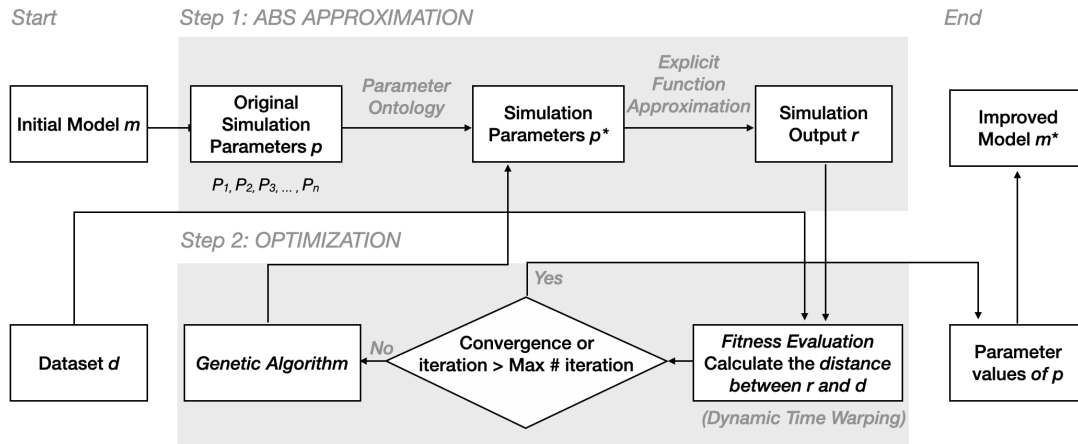 Start
Step 1: ABS APPROXIMATION
End
Initial Model m
Original
Simulation
Parameters p
P1, P2, P3, ... , Pn
Parameter
Ontology
Simulation
Parameters p*
Explicit
Function
Approximation
Simulation
Output r
Improved
Model m*
Step 2: OPTIMIZATION
Dataset d
Genetic Algorithm
No
Yes
Convergence or
iteration > Max # iteration
Fitness Evaluation
Calculate the distance
between r and d
(Dynamic Time Warping)
Parameter
values of p